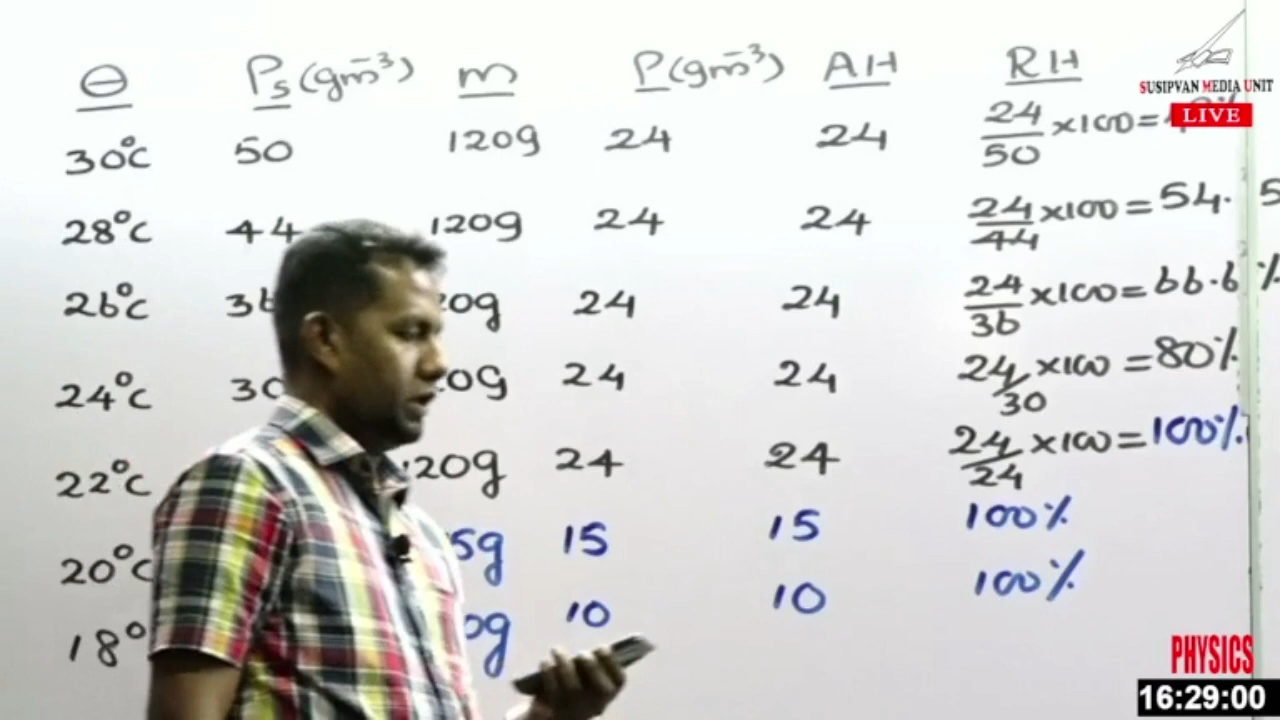 θ Ps(gm⁻³) m ρ(gm⁻³) AH RH
SUSIPVAN MEDIA UNIT
LIVE
30°C 50 120g 24 24 24/50 ×100 =
28°C 44 120g 24 24 24/44 ×100 = 54.
26°C 24 24 24/36 ×100 = 66.6%
24°C 30 24 24 24/30 ×100 = 80%
22°C 120g 24 24 24/24 ×100 = 100%
20°C 15 15 100%
18° 10 10 100%
PHYSICS
16:29:00